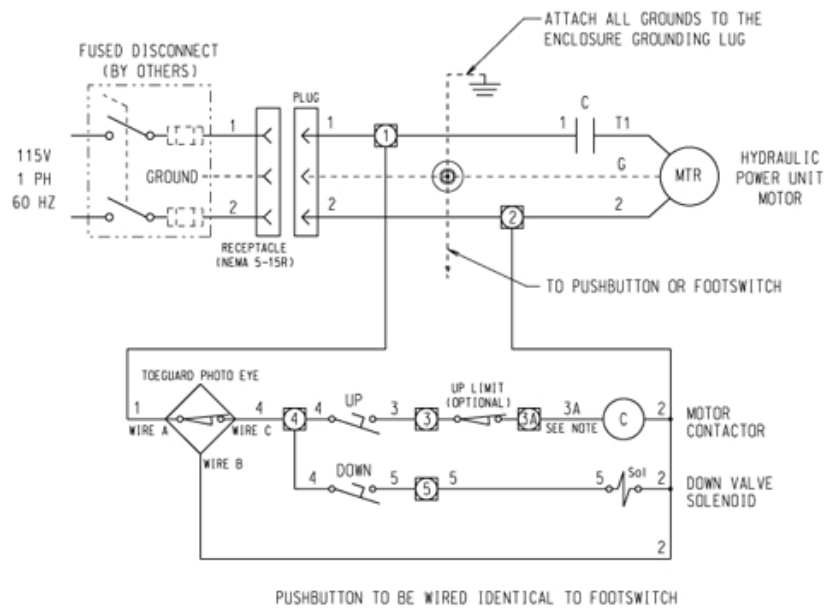 ATTACH ALL GROUNDS TO THE
ENCLOSURE GROUNDING LUG
FUSED DISCONNECT
(BY OTHERS)
PLUG
C
1
1
1
1
T1
115V
1 PH
60 HZ
GROUND
G
MTR
HYDRAULIC
POWER UNIT
MOTOR
2
2
2
2
RECEPTACLE
(NEMA 5-15R)
TO PUSHBUTTON OR FOOTSWITCH
TOEGUARD PHOTO EYE
UP LIMIT
(OPTIONAL)
UP
1
4
4
4
3
3
3A
3A
C
2
MOTOR
CONTACTOR
WIRE A
WIRE C
SEE NOTE
WIRE B
DOWN
4
5
5
5
5
Sol
2
DOWN VALVE
SOLENOID
2
PUSHBUTTON TO BE WIRED IDENTICAL TO FOOTSWITCH